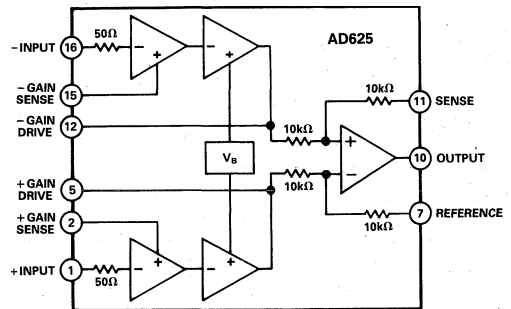 AD625
–INPUT
16
50Ω
–
+
–
+
–GAIN
SENSE
15
–GAIN
DRIVE
12
10kΩ
11
SENSE
10kΩ
+
–
10
OUTPUT
VB
10kΩ
+GAIN
DRIVE
5
+GAIN
SENSE
2
10kΩ
7
REFERENCE
+INPUT
1
50Ω
–
+
–
+